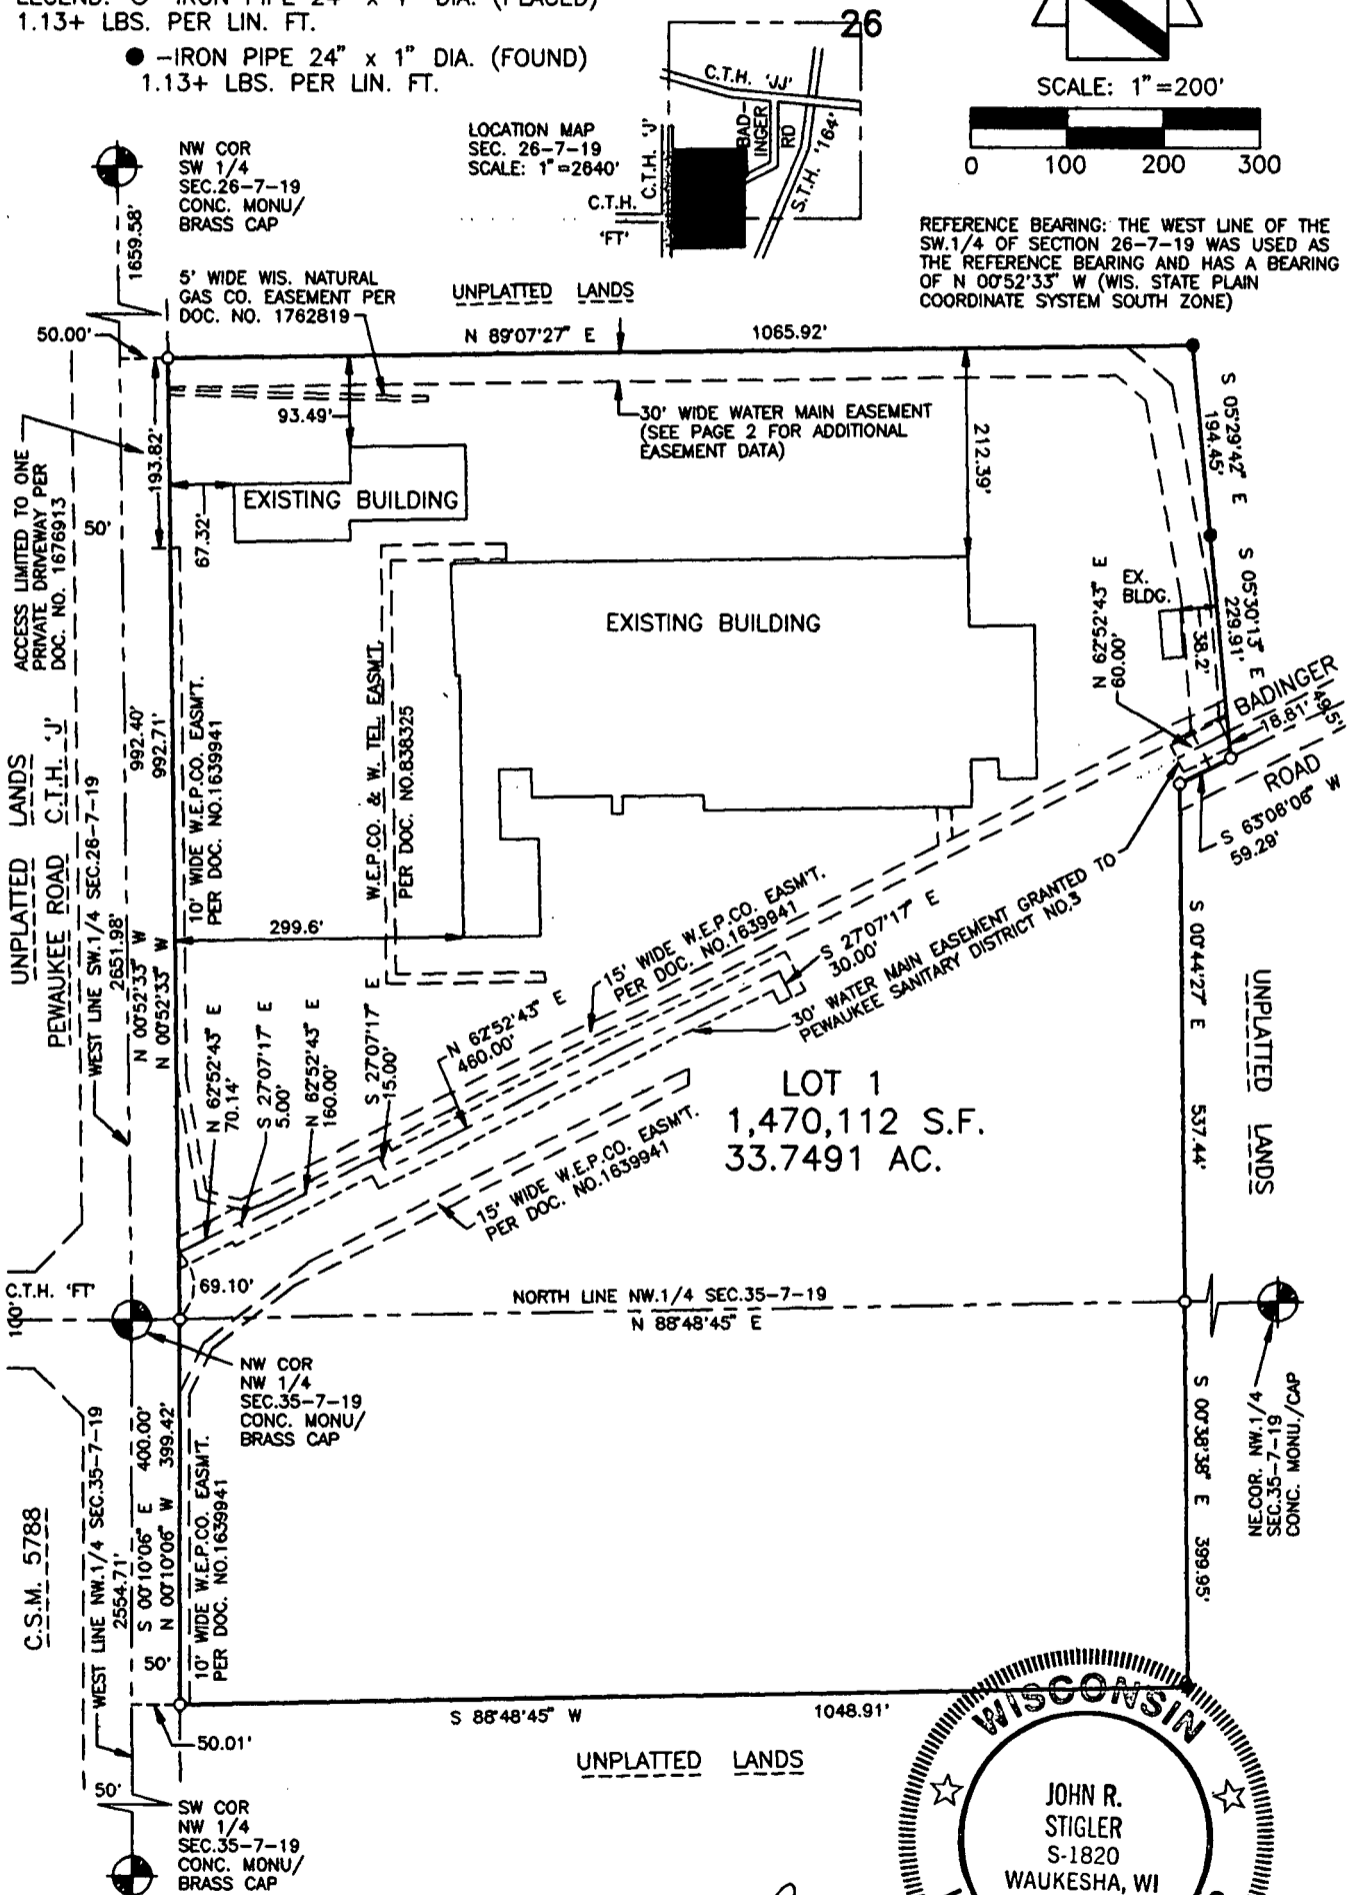 LEGEND: O -IRON PIPE 24" x 1" DIA. (PLACED)
1.13+ LBS. PER LIN. FT.
● -IRON PIPE 24" x 1" DIA. (FOUND)
1.13+ LBS. PER LIN. FT.
26
C.T.H. 'JJ'
BAD-
INGER
RD
S.T.H. '164'
C.T.H. 'J'
C.T.H.
'FT'
LOCATION MAP
SEC. 26-7-19
SCALE: 1"=2640'
SCALE: 1"=200'
0 100 200 300
REFERENCE BEARING: THE WEST LINE OF THE
SW.1/4 OF SECTION 26-7-19 WAS USED AS
THE REFERENCE BEARING AND HAS A BEARING
OF N 00°52'33" W (WIS. STATE PLAIN
COORDINATE SYSTEM SOUTH ZONE)
NW COR
SW 1/4
SEC.26-7-19
CONC. MONU/
BRASS CAP
1659.58'
5' WIDE WIS. NATURAL
GAS CO. EASEMENT PER
DOC. NO. 1762819
UNPLATTED LANDS
50.00'
N 89°07'27" E 1065.92'
93.49'
30' WIDE WATER MAIN EASEMENT
(SEE PAGE 2 FOR ADDITIONAL
EASEMENT DATA)
212.39'
S 05°29'42" E
194.45'
ACCESS LIMITED TO ONE
PRIVATE DRIVEWAY PER
DOC. NO. 1676913
193.82'
50'
67.32'
EXISTING BUILDING
EXISTING BUILDING
EX.
BLDG.
38.2'
S 05°30'13" E
229.91'
N 62°52'43" E
60.00'
BADINGER
ROAD
18.81'
49.5'
S 63°06'06" W
59.29'
UNPLATTED LANDS
PEWAUKEE ROAD C.T.H. 'J'
WEST LINE SW.1/4 SEC.26-7-19
2651.98'
992.40'
992.71'
N 00°52'33" W
N 00°52'33" W
10' WIDE W.E.P.CO. EASM'T.
PER DOC. NO.1639941
W.E.P.CO. & W. TEL. EASM'T.
PER DOC. NO.838325
299.6'
15' WIDE W.E.P.CO. EASM'T.
PER DOC. NO.1639941
S 27°07'17" E
30.00'
30' WATER MAIN EASEMENT GRANTED TO
PEWAUKEE SANITARY DISTRICT NO.3
N 62°52'43" E
70.14'
S 27°07'17" E
5.00'
N 62°52'43" E
160.00'
S 27°07'17" E
15.00'
N 62°52'43" E
460.00'
LOT 1
1,470,112 S.F.
33.7491 AC.
15' WIDE W.E.P.CO. EASM'T.
PER DOC. NO.1639941
S 00°44'27" E 537.44'
UNPLATTED LANDS
C.T.H. 'FT'
100'
69.10'
NORTH LINE NW.1/4 SEC.35-7-19
N 88°48'45" E
NW COR
NW 1/4
SEC.35-7-19
CONC. MONU/
BRASS CAP
NE.COR. NW.1/4
SEC.35-7-19
CONC. MONU./CAP
C.S.M. 5788
WEST LINE NW.1/4 SEC.35-7-19
2554.71'
S 00°10'06" E 400.00'
N 00°10'06" W 399.42'
50'
10' WIDE W.E.P.CO. EASM'T.
PER DOC. NO.1639941
S 00°38'38" E 399.95'
S 88°48'45" W 1048.91'
50.01'
50'
UNPLATTED LANDS
SW COR
NW 1/4
SEC.35-7-19
CONC. MONU/
BRASS CAP
WISCONSIN
JOHN R.
STIGLER
S-1820
WAUKESHA, WI